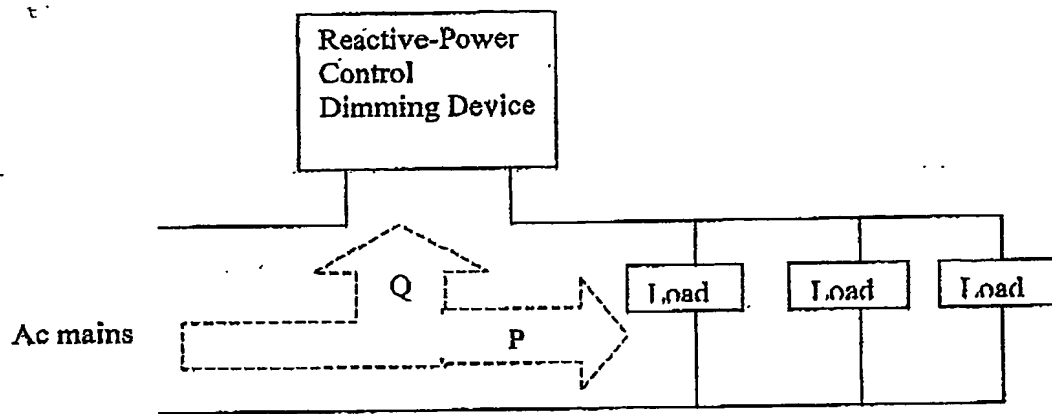 Reactive-Power
Control
Dimming Device
Q
Load
Load
Load
Ac mains
P